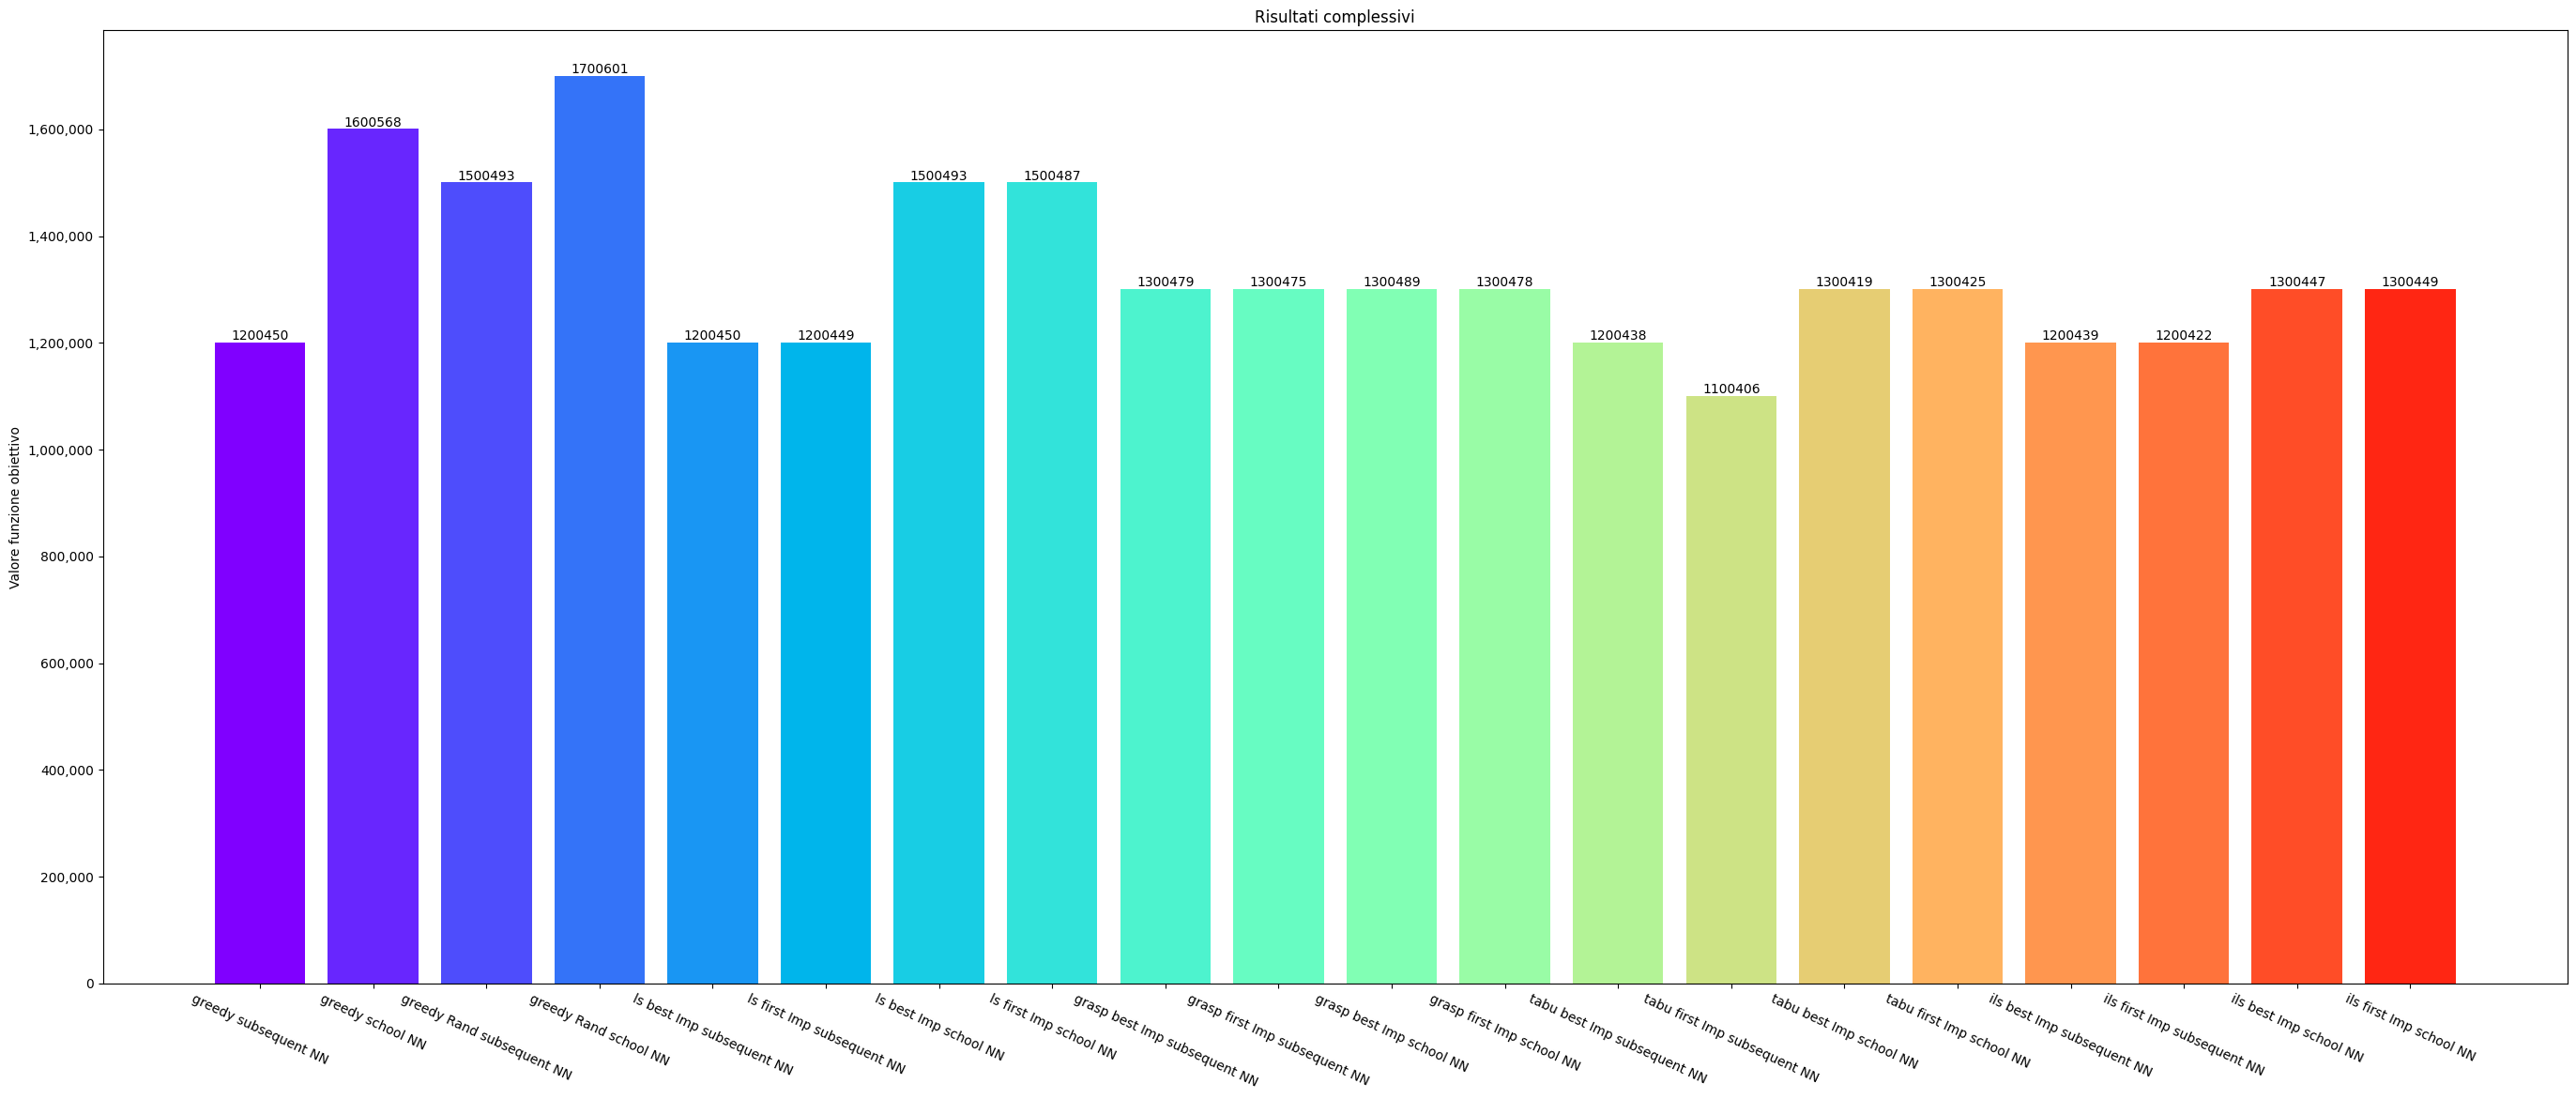 Risultati complessivi
Valore funzione obiettivo
1,600,000
1,400,000
1,200,000
1,000,000
800,000
600,000
400,000
200,000
0
1200450
1600568
1500493
1700601
1200450
1200449
1500493
1500487
1300479
1300475
1300489
1300478
1200438
1100406
1300419
1300425
1200439
1200422
1300447
1300449
greedy subsequent NN
greedy school NN
greedy Rand subsequent NN
greedy Rand school NN
ls best Imp subsequent NN
ls first Imp subsequent NN
ls best Imp school NN
ls first Imp school NN
grasp best Imp subsequent NN
grasp first Imp subsequent NN
grasp best Imp school NN
grasp first Imp school NN
tabu best Imp subsequent NN
tabu first Imp subsequent NN
tabu best Imp school NN
tabu first Imp school NN
ils best Imp subsequent NN
ils first Imp subsequent NN
ils best Imp school NN
ils first Imp school NN